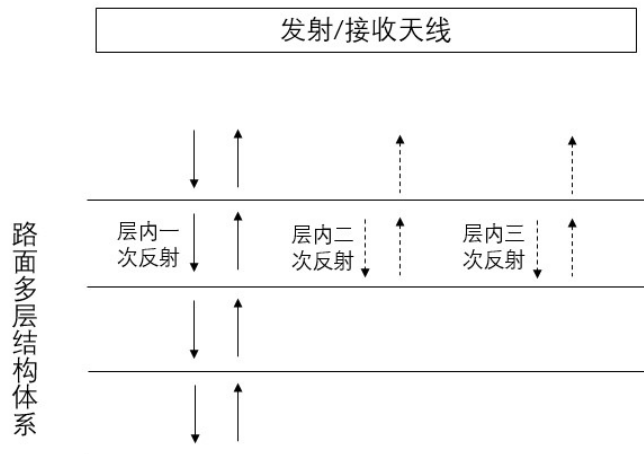 发射/接收天线
层内一
次反射
层内二
次反射
层内三
次反射
路面多层结构体系